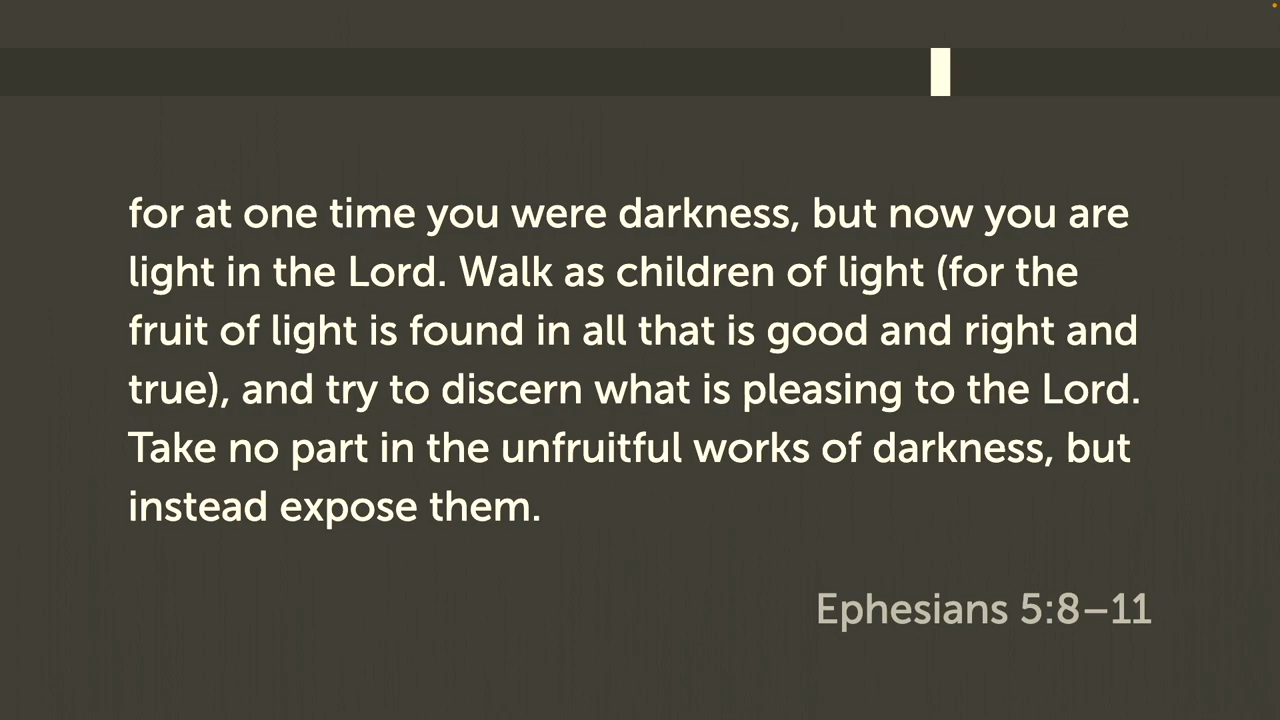 for at one time you were darkness, but now you are
light in the Lord. Walk as children of light (for the
fruit of light is found in all that is good and right and
true), and try to discern what is pleasing to the Lord.
Take no part in the unfruitful works of darkness, but
instead expose them.
Ephesians 5:8–11